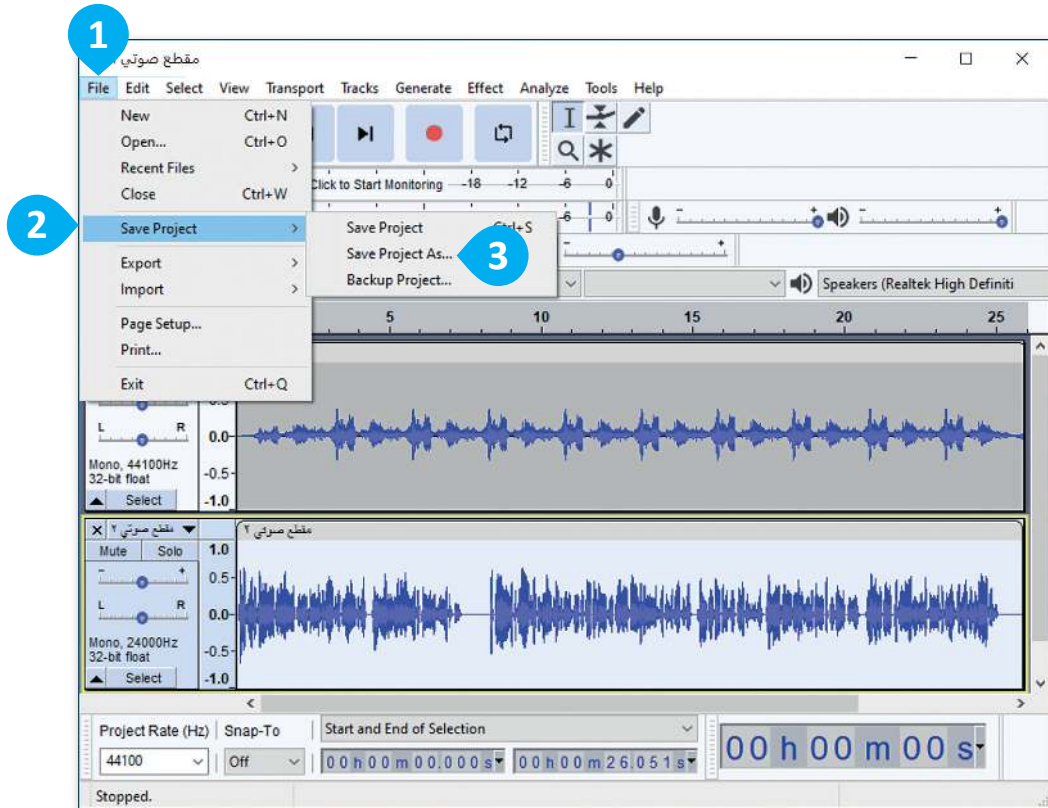 1
مقطع صوتي
File Edit Select View Transport Tracks Generate Effect Analyze Tools Help
New Ctrl+N
Open... Ctrl+O
Recent Files >
Close Ctrl+W
Click to Start Monitoring -18 -12 -6 0
2
Save Project >
Save Project Ctrl+S
-6 0
Save Project As...
3
Backup Project...
Export >
Import >
Speakers (Realtek High Definiti
Page Setup...
Print...
Exit Ctrl+Q
5 10 15 20 25
L R
0.0
Mono, 44100Hz
32-bit float
-0.5
Select
-1.0
X مقطع صوتي ٢
مقطع صوتي ٢
Mute Solo
1.0
- +
0.5
L R
0.0
Mono, 24000Hz
32-bit float
-0.5
Select
-1.0
Project Rate (Hz) Snap-To Start and End of Selection
44100 Off 00 h 00 m 00.000 s 00 h 00 m 26.051 s
00 h 00 m 00 s
Stopped.